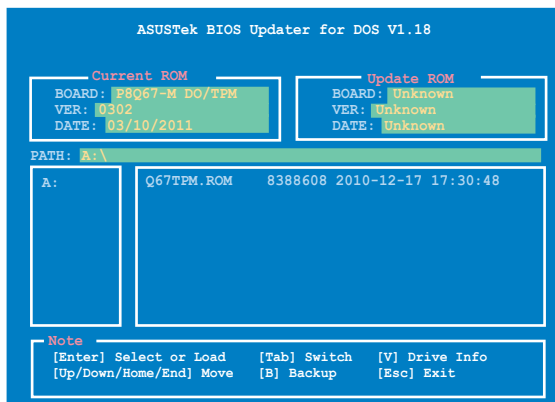 ASUSTek BIOS Updater for DOS V1.18
Current ROM
BOARD: P8Q67-M DO/TPM
VER: 0302
DATE: 03/10/2011
Update ROM
BOARD: Unknown
VER: Unknown
DATE: Unknown
PATH: A:\
A:
Q67TPM.ROM 8388608 2010-12-17 17:30:48
Note
[Enter] Select or Load [Tab] Switch [V] Drive Info
[Up/Down/Home/End] Move [B] Backup [Esc] Exit